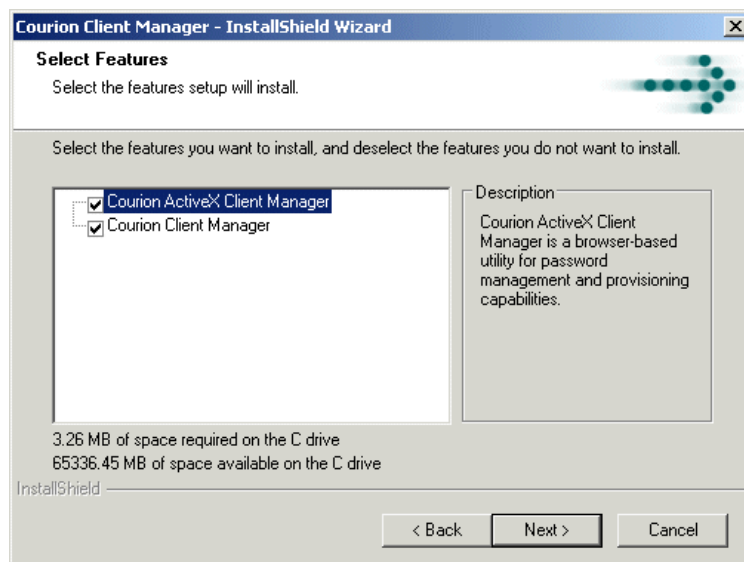 Courion Client Manager - InstallShield Wizard
Select Features
Select the features setup will install.
Select the features you want to install, and deselect the features you do not want to install.
Courion ActiveX Client Manager
Courion Client Manager
Description
Courion ActiveX Client
Manager is a browser-based
utility for password
management and provisioning
capabilities.
3.26 MB of space required on the C drive
65336.45 MB of space available on the C drive
InstallShield
< Back
Next >
Cancel